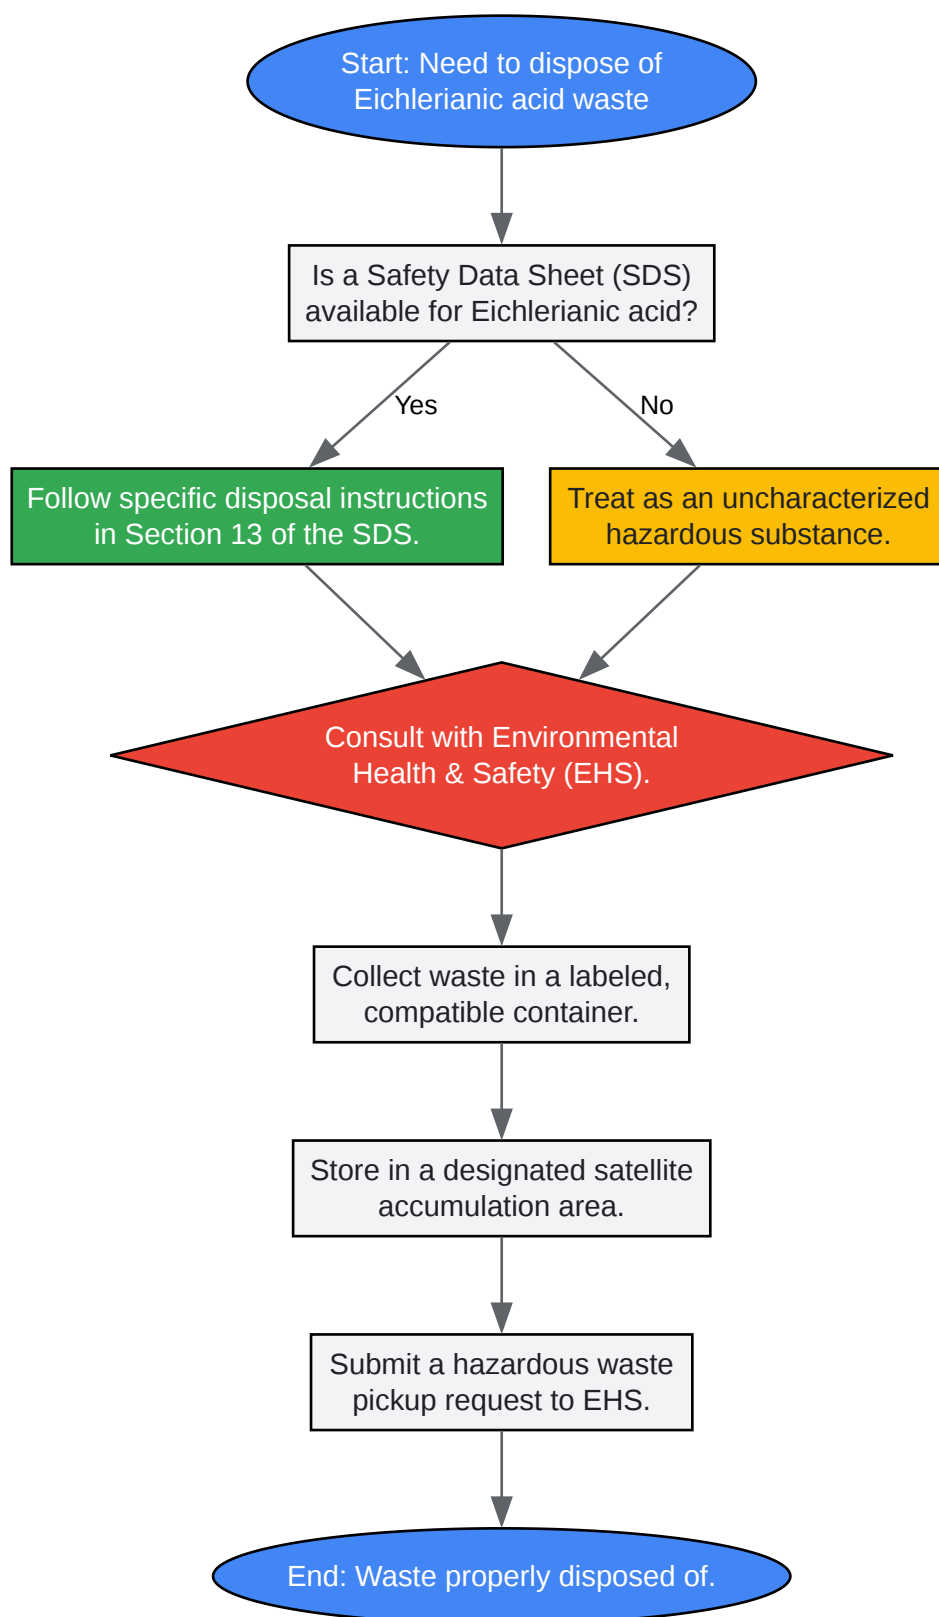 Start: Need to dispose of
Eichlerianic acid waste
Is a Safety Data Sheet (SDS)
available for Eichlerianic acid?
Yes
No
Follow specific disposal instructions
in Section 13 of the SDS.
Treat as an uncharacterized
hazardous substance.
Consult with Environmental
Health & Safety (EHS).
Collect waste in a labeled,
compatible container.
Store in a designated satellite
accumulation area.
Submit a hazardous waste
pickup request to EHS.
End: Waste properly disposed of.